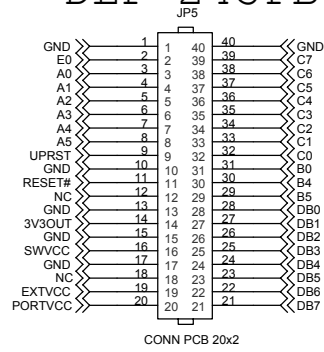 JP5
GND 1 1 40 40 GND
E0 2 2 39 39 C7
A0 3 3 38 38 C6
A1 4 4 37 37 C5
A2 5 5 36 36 C4
A3 6 6 35 35 C3
A4 7 7 34 34 C2
A5 8 8 33 33 C1
UPRST 9 9 32 32 C0
GND 10 10 31 31 B0
RESET# 11 11 30 30 B4
NC 12 12 29 29 B5
GND 13 13 28 28 DB0
3V3OUT 14 14 27 27 DB1
GND 15 15 26 26 DB2
SWVCC 16 16 25 25 DB3
GND 17 17 24 24 DB4
NC 18 18 23 23 DB5
EXTVCC 19 19 22 22 DB6
PORTVCC 20 20 21 21 DB7
CONN PCB 20x2